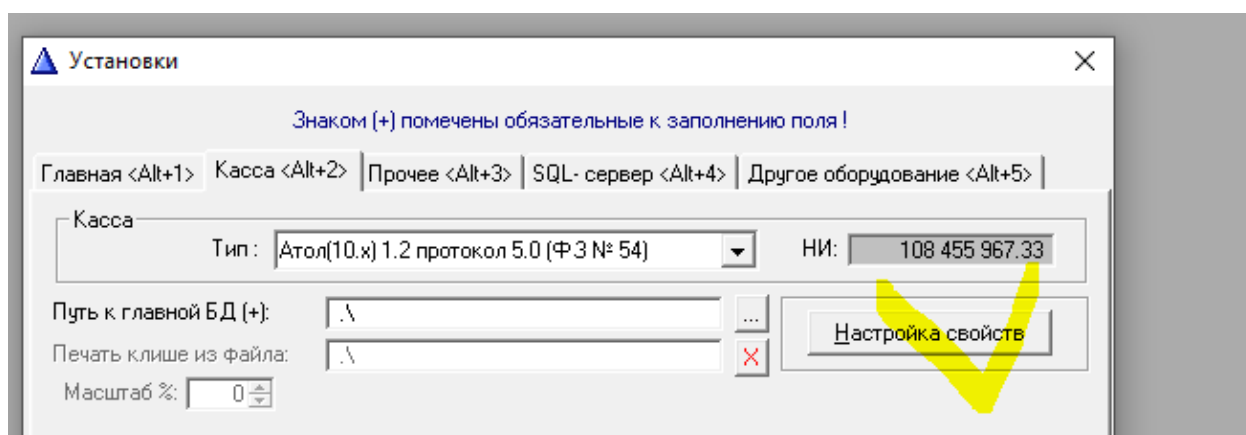 Установки
Знаком (+) помечены обязательные к заполнению поля !
Главная <Alt+1> Касса <Alt+2> Прочее <Alt+3> SQL- сервер <Alt+4> Другое оборудование <Alt+5>
Касса
Тип : Атол(10.x) 1.2 протокол 5.0 (ФЗ № 54) НИ: 108 455 967.33
Путь к главной БД (+): .\ ...
Настройка свойств
Печать клише из файла: .\
Масштаб %: 0